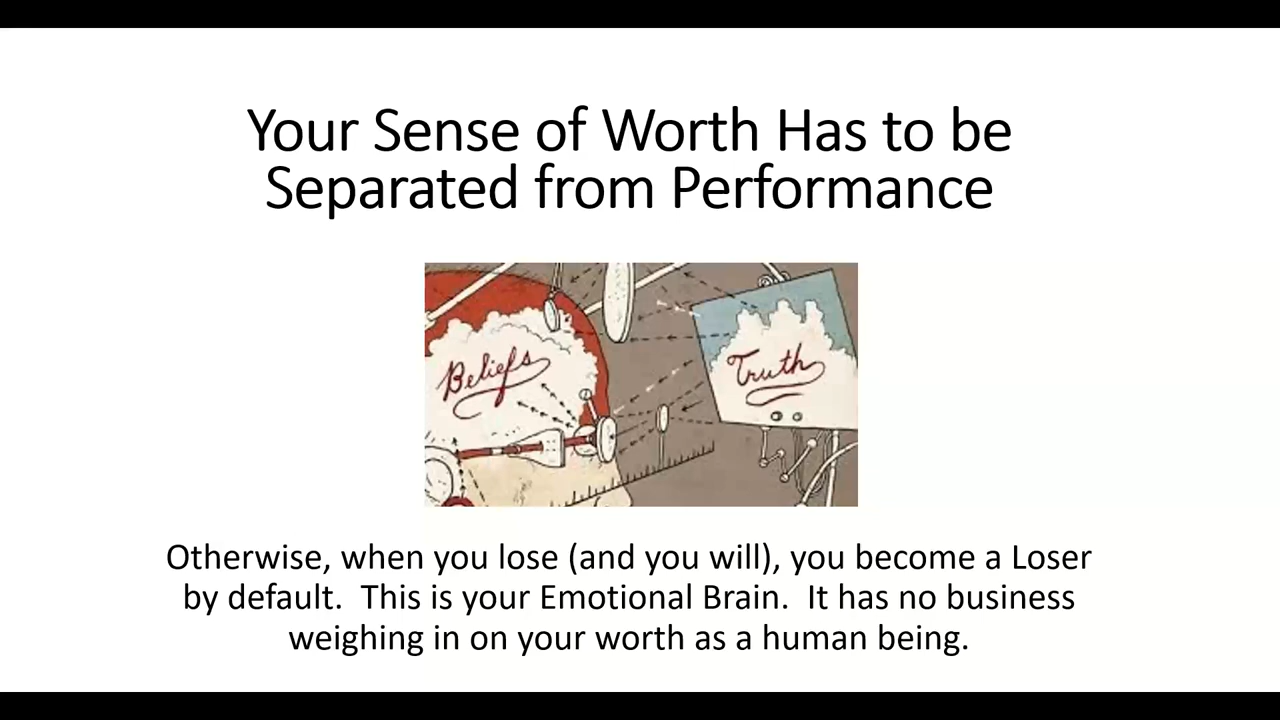 Your Sense of Worth Has to be
Separated from Performance
Beliefs
Truth
Otherwise, when you lose (and you will), you become a Loser
by default.  This is your Emotional Brain.  It has no business
weighing in on your worth as a human being.